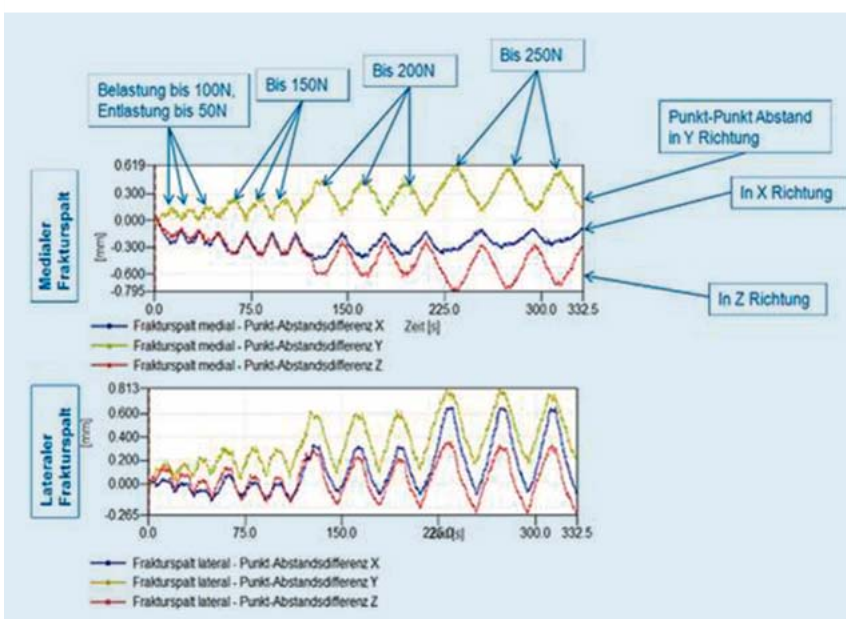 Belastung bis 100N,
Entlastung bis 50N
Bis 150N
Bis 200N
Bis 250N
Punkt-Punkt Abstand
in Y Richtung
In X Richtung
In Z Richtung
Medialer
Frakturspalt
[mm]
0.619
0.300
0.000
-0.300
-0.600
-0.795
0.0 75.0 150.0 225.0 300.0 332.5
Zeit [s]
Frakturspalt medial - Punkt-Abstandsdifferenz X
Frakturspalt medial - Punkt-Abstandsdifferenz Y
Frakturspalt medial - Punkt-Abstandsdifferenz Z
Lateraler
Frakturspalt
[mm]
0.813
0.600
0.400
0.200
0.000
-0.265
0.0 75.0 150.0 300.0 332.5
Frakturspalt lateral - Punkt-Abstandsdifferenz X
Frakturspalt lateral - Punkt-Abstandsdifferenz Y
Frakturspalt lateral - Punkt-Abstandsdifferenz Z